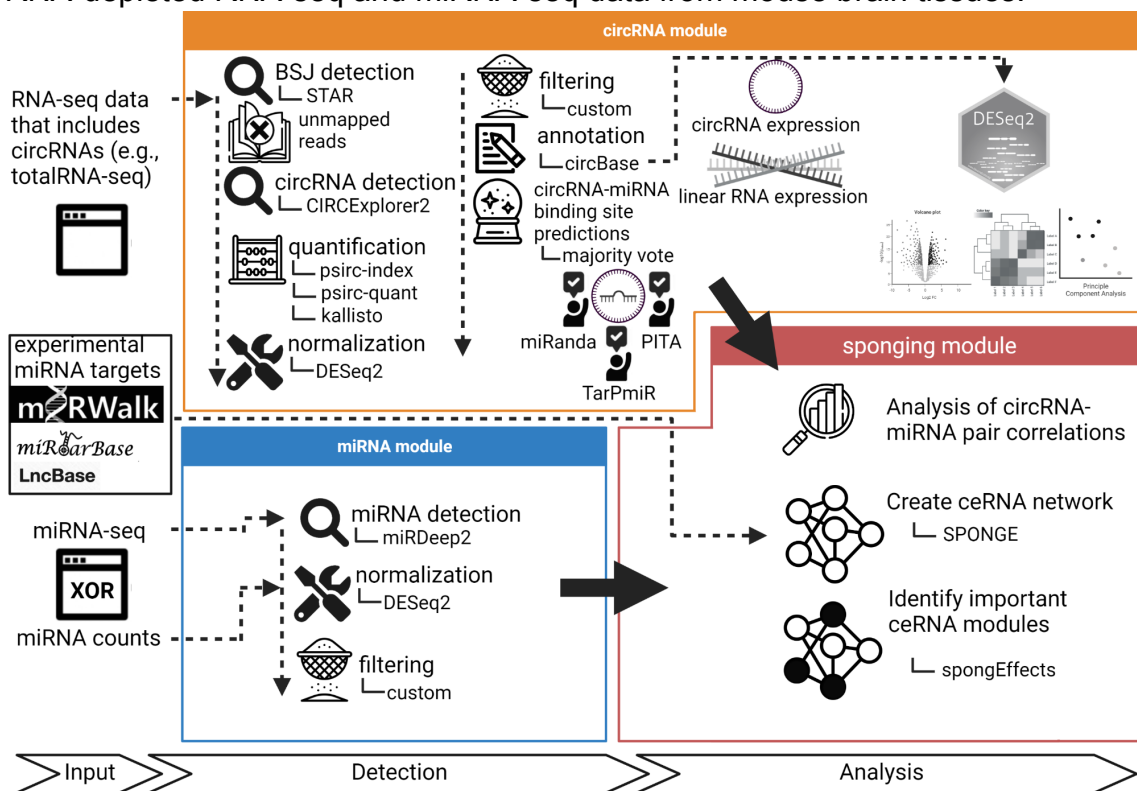 circRNA module
RNA-seq data
that includes
circRNAs (e.g.,
totalRNA-seq)
BSJ detection
STAR
unmapped
reads
circRNA detection
CIRCExplorer2
quantification
psirc-index
psirc-quant
kallisto
normalization
DESeq2
filtering
custom
annotation
circBase
circRNA-miRNA
binding site
predictions
majority vote
miRanda
PITA
TarPmiR
circRNA expression
linear RNA expression
DESeq2
Volcano plot
Log2 FC
Principle
Component Analysis
experimental
miRNA targets
miRWalk
miRTarBase
LncBase
miRNA-seq
XOR
miRNA counts
miRNA module
miRNA detection
miRDeep2
normalization
DESeq2
filtering
custom
sponging module
Analysis of circRNA-
miRNA pair correlations
Create ceRNA network
SPONGE
Identify important
ceRNA modules
spongEffects
Input
Detection
Analysis